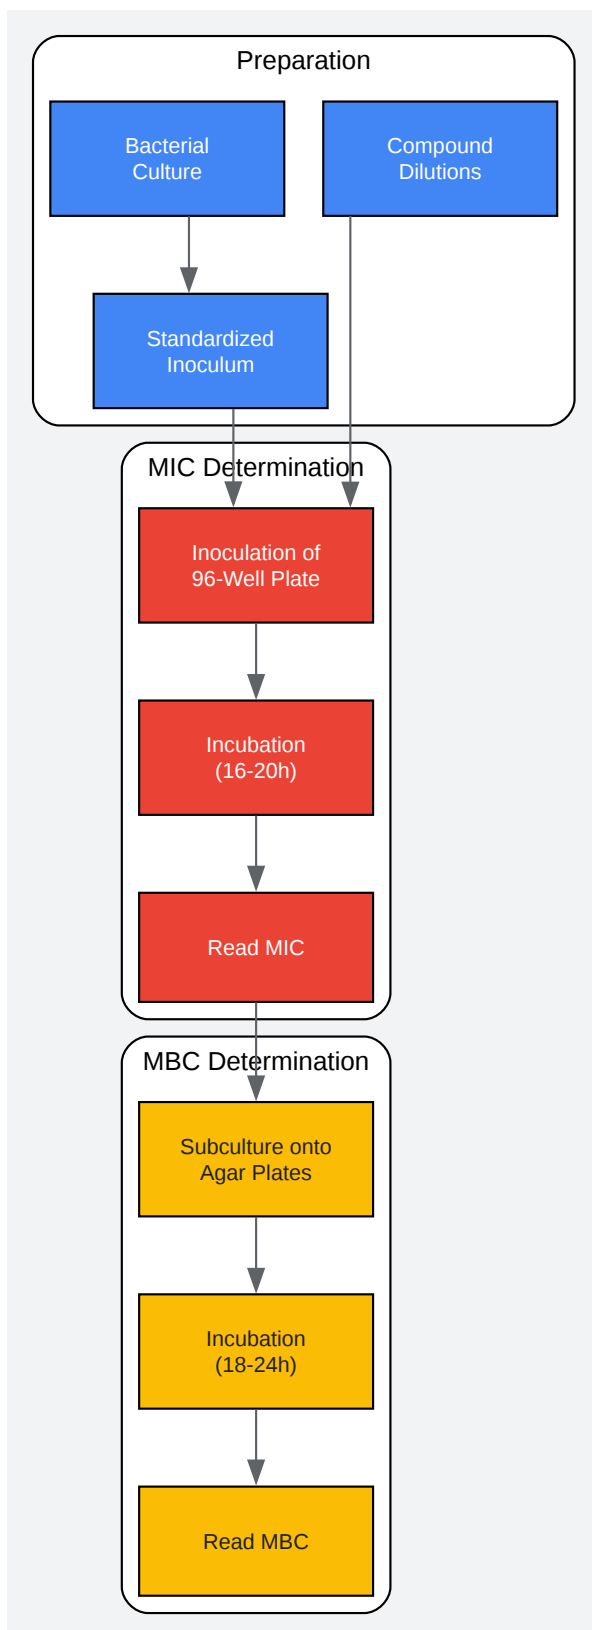 Preparation
Bacterial
Culture
Compound
Dilutions
Standardized
Inoculum
MIC Determination
Inoculation of
96-Well Plate
Incubation
(16-20h)
Read MIC
MBC Determination
Subculture onto
Agar Plates
Incubation
(18-24h)
Read MBC